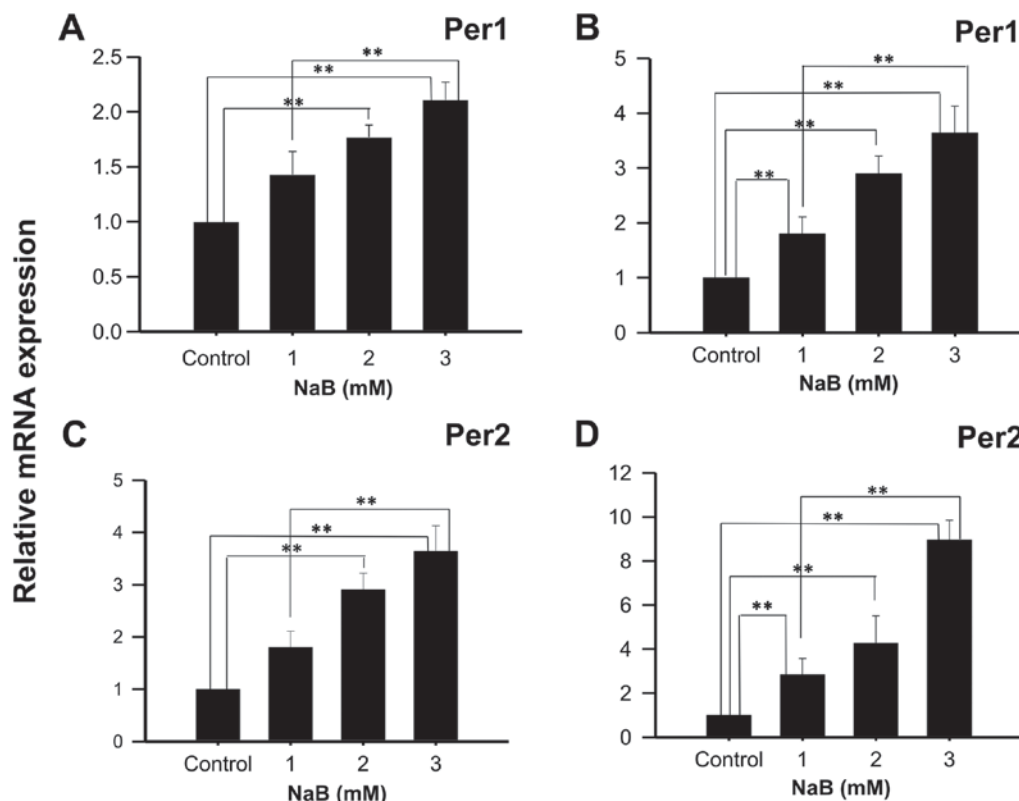 Relative mRNA expression
A
Per1
2.5
2.0
1.5
1.0
0.5
0.0
**
**
**
Control 1 2 3
NaB (mM)
B
Per1
5
4
3
2
1
0
**
**
**
**
Control 1 2 3
NaB (mM)
C
Per2
5
4
3
2
1
0
**
**
**
Control 1 2 3
NaB (mM)
D
Per2
12
10
8
6
4
2
0
**
**
**
**
Control 1 2 3
NaB (mM)